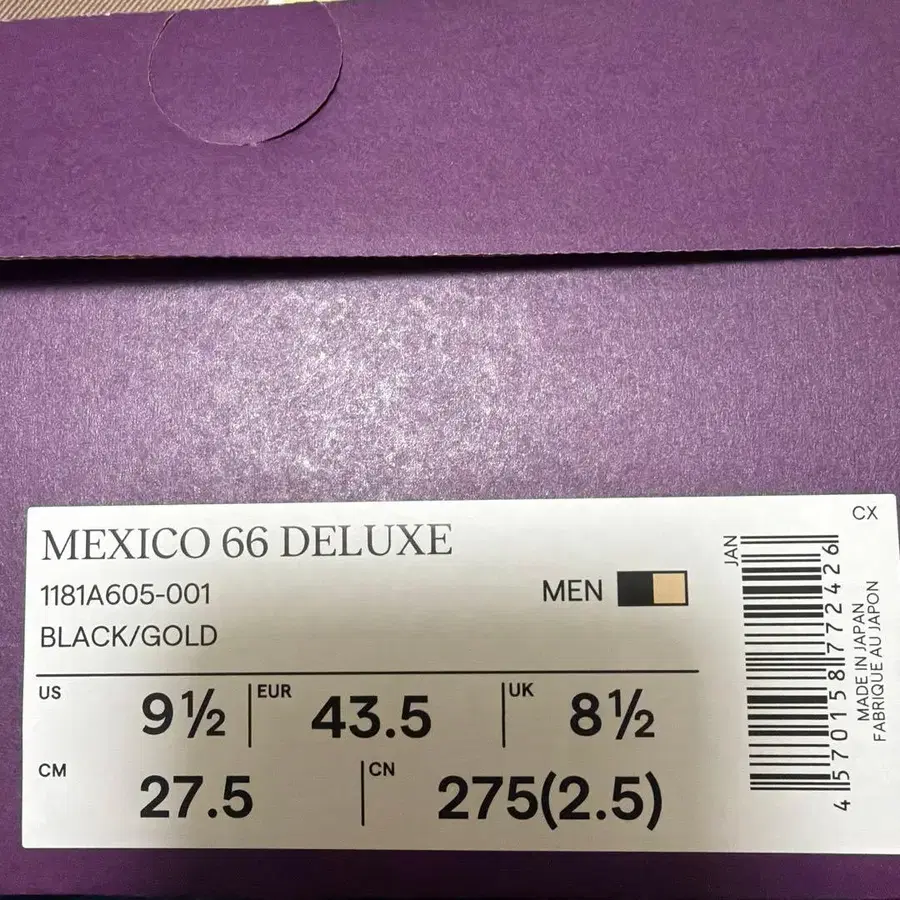 MEXICO 66 DELUXE
1181A605-001
BLACK/GOLD
MEN
US 9½
EUR 43.5
UK 8½
CM 27.5
CN 275(2.5)
CX
JAN
4570158772426
MADE IN JAPAN
FABRIQUE AU JAPON